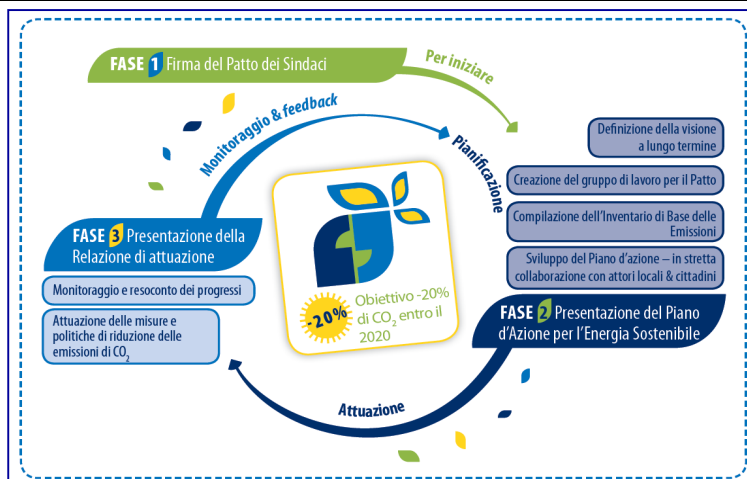 FASE 1 Firma del Patto dei Sindaci
Per iniziare
Monitoraggio & feedback
Pianificazione
Definizione della visione
a lungo termine
Creazione del gruppo di lavoro per il Patto
Compilazione dell'Inventario di Base delle
Emissioni
Sviluppo del Piano d'azione – in stretta
collaborazione con attori locali & cittadini
FASE 2 Presentazione del Piano
d'Azione per l'Energia Sostenibile
FASE 3 Presentazione della
Relazione di attuazione
Monitoraggio e resoconto dei progressi
Attuazione delle misure e
politiche di riduzione delle
emissioni di CO₂
-20%
Obiettivo -20%
di CO₂ entro il
2020
Attuazione